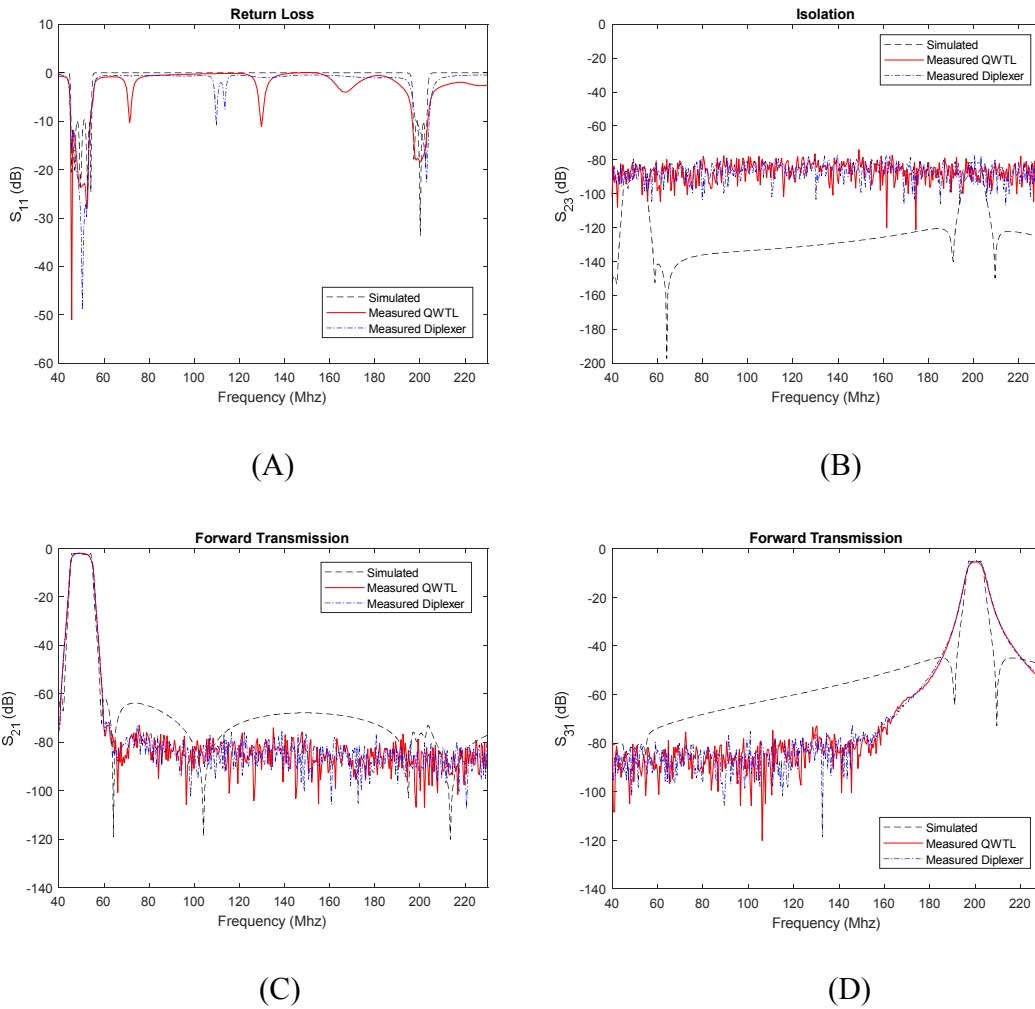 Return Loss
10
0
-10
-20
-30
-40
-50
-60
S11 (dB)
Simulated
Measured QWTL
Measured Diplexer
40 60 80 100 120 140 160 180 200 220
Frequency (Mhz)
(A)
Isolation
0
-20
-40
-60
-80
-100
-120
-140
-160
-180
-200
S23 (dB)
Simulated
Measured QWTL
Measured Diplexer
40 60 80 100 120 140 160 180 200 220
Frequency (Mhz)
(B)
Forward Transmission
0
-20
-40
-60
-80
-100
-120
-140
S21 (dB)
Simulated
Measured QWTL
Measured Diplexer
40 60 80 100 120 140 160 180 200 220
Frequency (Mhz)
(C)
Forward Transmission
0
-20
-40
-60
-80
-100
-120
-140
S31 (dB)
Simulated
Measured QWTL
Measured Diplexer
40 60 80 100 120 140 160 180 200 220
Frequency (Mhz)
(D)